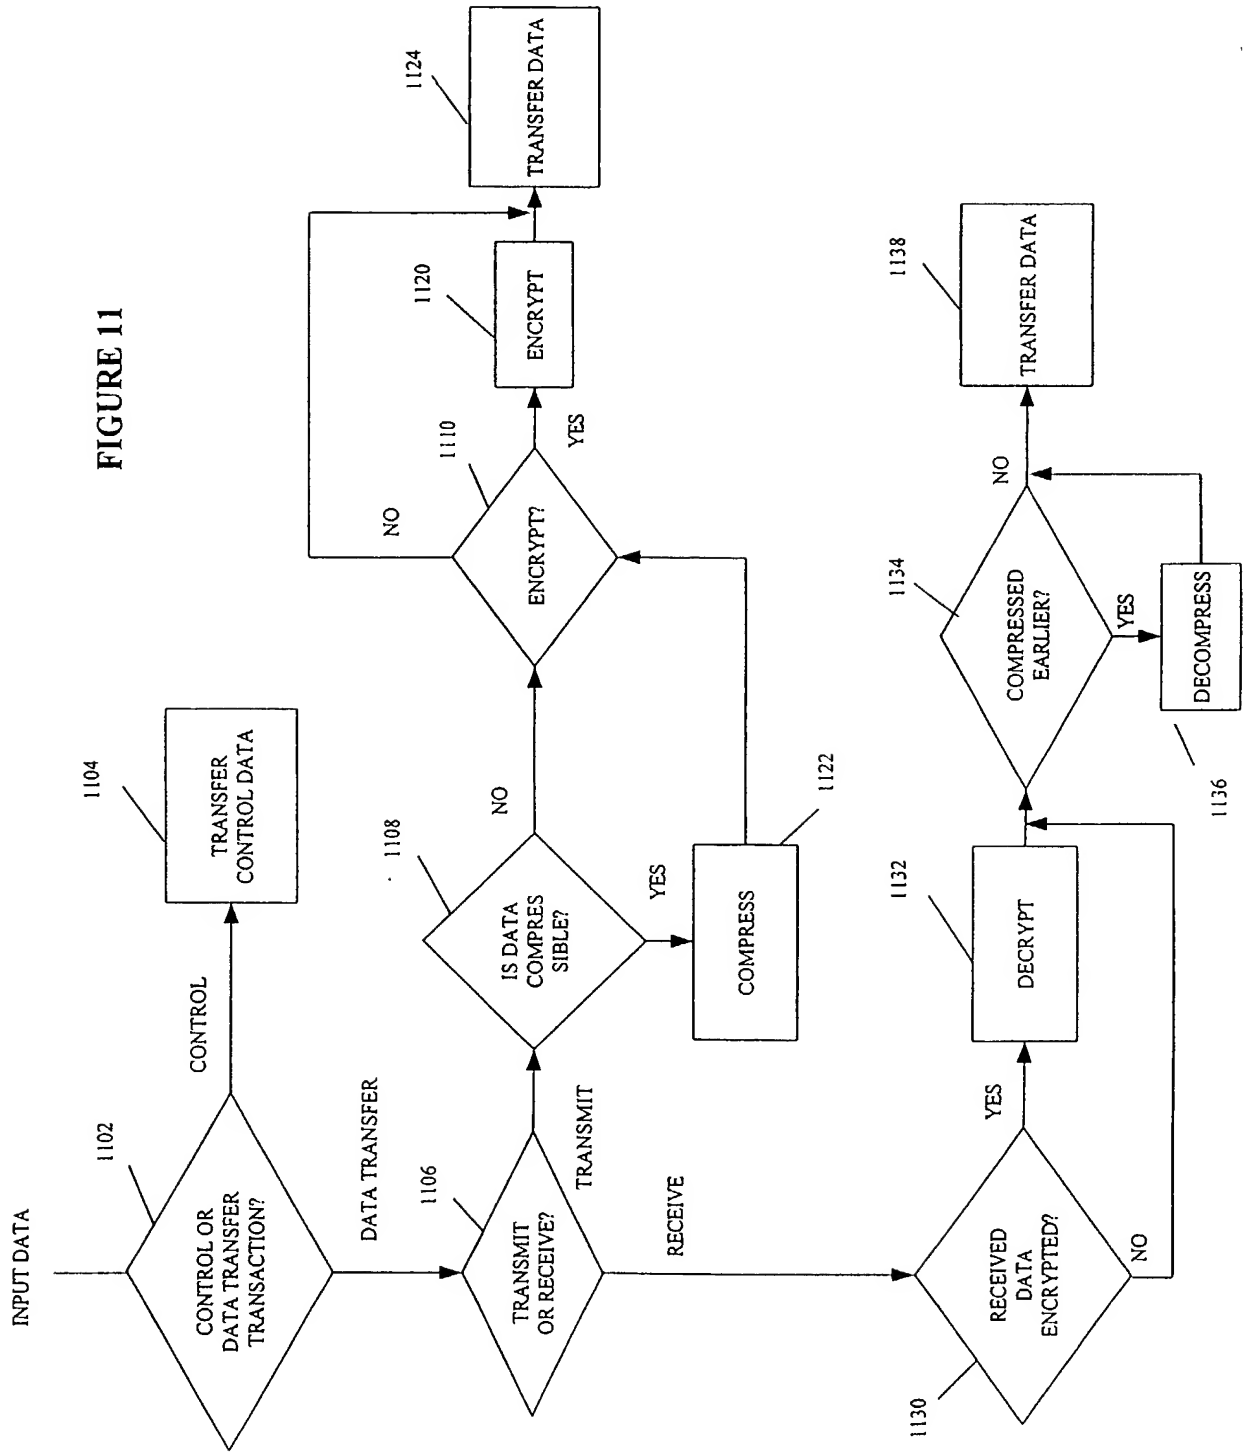 FIGURE 11
INPUT DATA
1102
CONTROL OR
DATA TRANSFER
TRANSACTION?
CONTROL
1104
TRANSFER
CONTROL DATA
DATA TRANSFER
1106
TRANSMIT
OR RECEIVE?
TRANSMIT
1108
IS DATA
COMPRES
SIBLE?
NO
YES
COMPRESS
1122
1110
ENCRYPT?
NO
YES
1120
ENCRYPT
1124
TRANSFER DATA
RECEIVE
1130
RECEIVED
DATA
ENCRYPTED?
YES
NO
1132
DECRYPT
1134
COMPRESSED
EARLIER?
NO
YES
DECOMPRESS
1136
1138
TRANSFER DATA